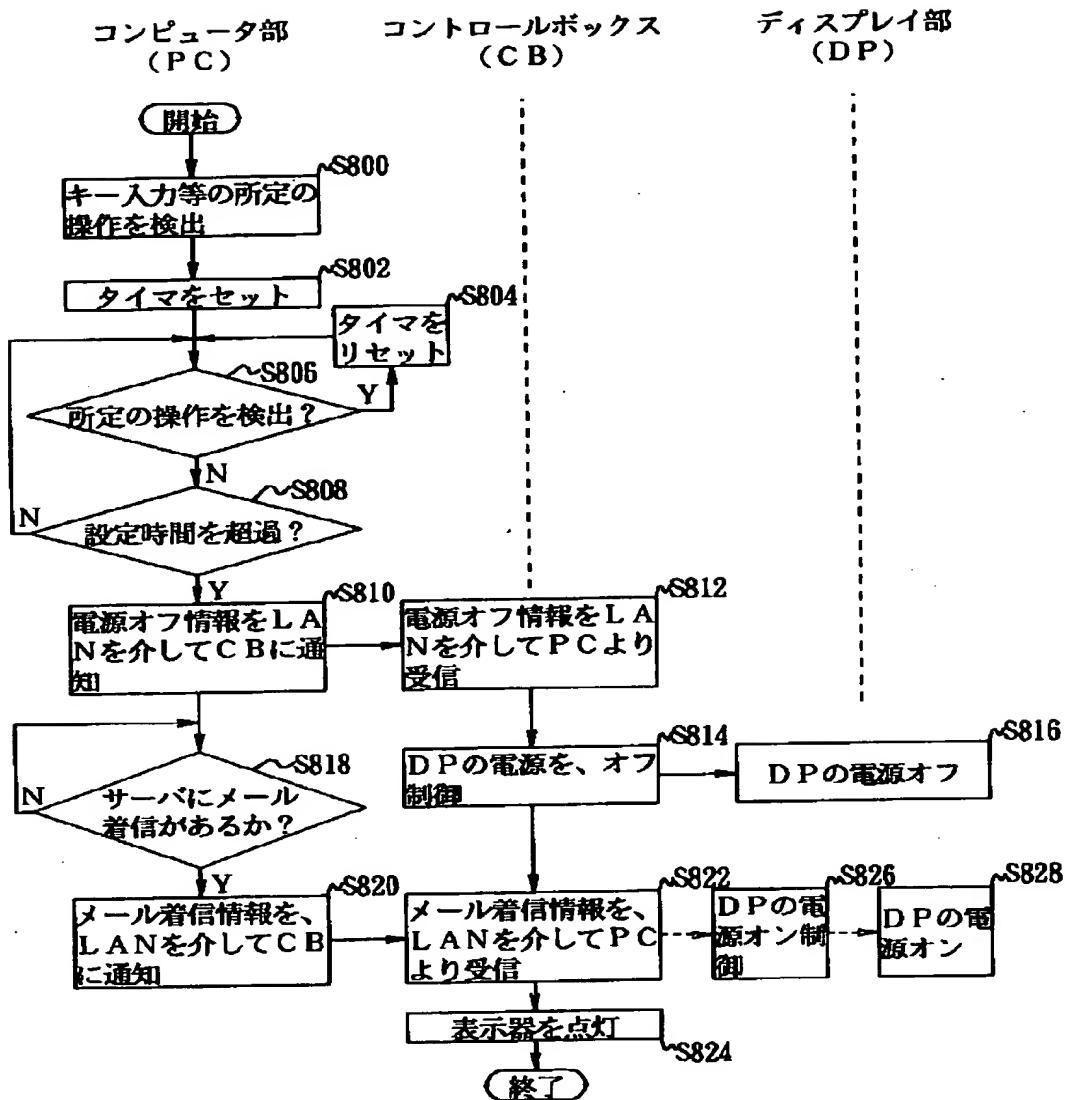 コンピュータ部
(PC)
コントロールボックス
(CB)
ディスプレイ部
(DP)
開始
S800
キー入力等の所定の
操作を検出
S802
タイマをセット
S804
タイマを
リセット
S806
所定の操作を検出?
Y
N
S808
設定時間を超過?
N
Y
S810
電源オフ情報をLA
Nを介してCBに通
知
S812
電源オフ情報をLA
Nを介してPCより
受信
S814
DPの電源を、オフ
制御
S816
DPの電源オフ
S818
サーバにメール
着信があるか?
N
Y
S820
メール着信情報を、
LANを介してCB
に通知
S822
メール着信情報を、
LANを介してPC
より受信
S826
DPの電
源オン制
御
S828
DPの電
源オン
表示器を点灯
S824
終了